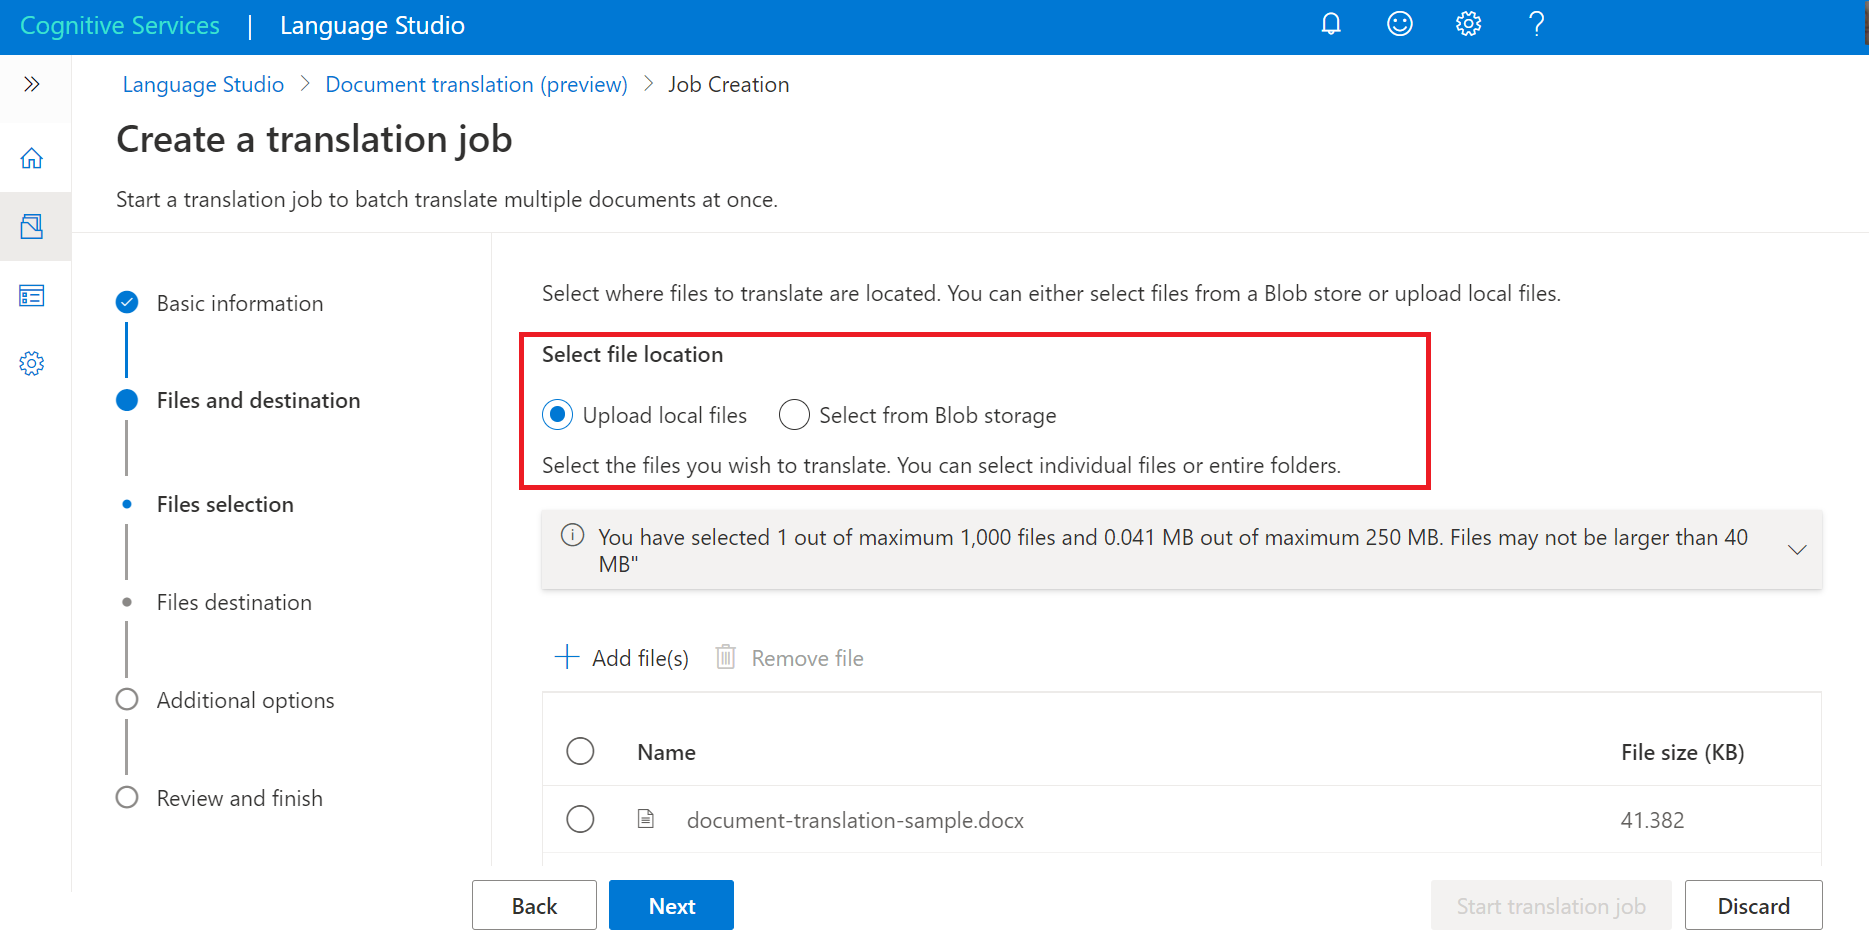 Cognitive Services | Language Studio
Language Studio > Document translation (preview) > Job Creation
Create a translation job
Start a translation job to batch translate multiple documents at once.
Basic information
Files and destination
Files selection
Files destination
Additional options
Review and finish
Select where files to translate are located. You can either select files from a Blob store or upload local files.
Select file location
Upload local files Select from Blob storage
Select the files you wish to translate. You can select individual files or entire folders.
You have selected 1 out of maximum 1,000 files and 0.041 MB out of maximum 250 MB. Files may not be larger than 40
MB"
Add file(s) Remove file
Name File size (KB)
document-translation-sample.docx 41.382
Back Next Start translation job Discard